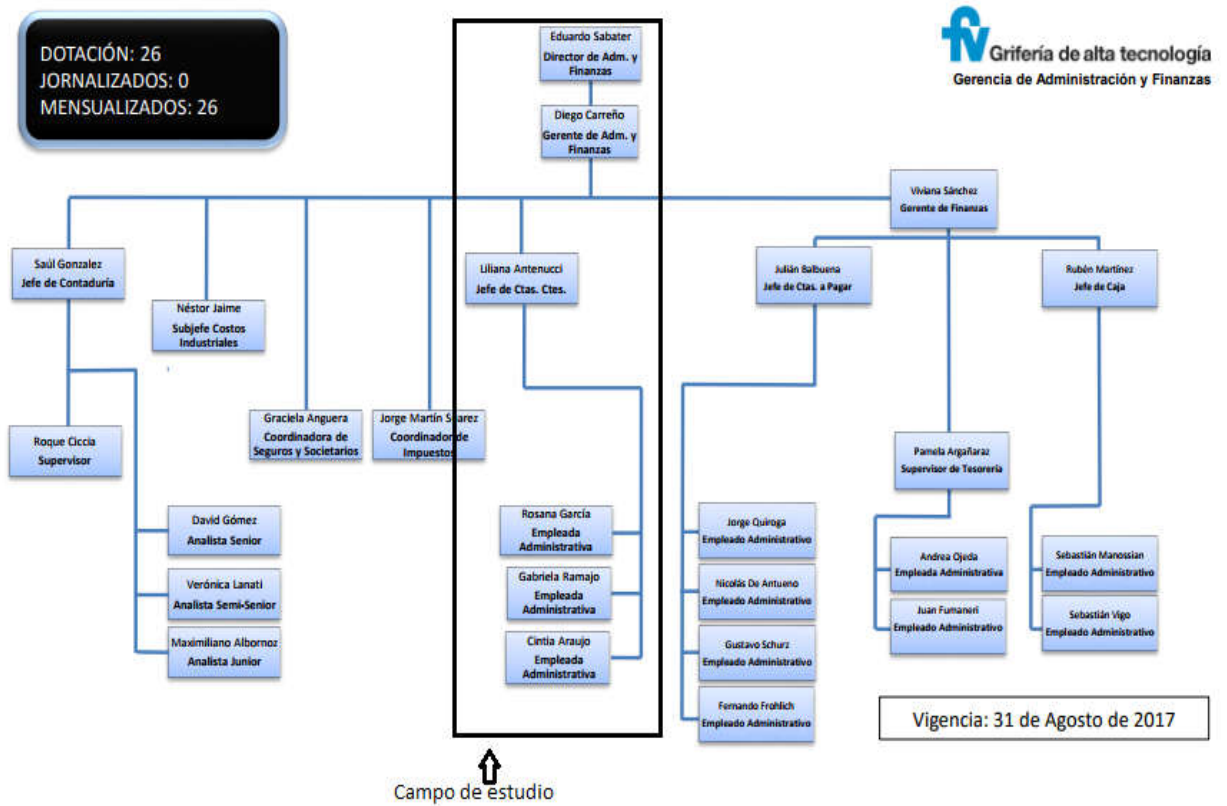 DOTACIÓN: 26
JORNALIZADOS: 0
MENSUALIZADOS: 26
Eduardo Sabater
Director de Adm. y
Finanzas
fv Grifería de alta tecnología
Gerencia de Administración y Finanzas
Diego Carreño
Gerente de Adm. y
Finanzas
Viviana Sánchez
Gerente de Finanzas
Saúl Gonzalez
Jefe de Contaduría
Néstor Jaime
Subjefe Costos
Industriales
Liliana Antenucci
Jefe de Ctas. Ctes.
Julián Balbuena
Jefe de Ctas. a Pagar
Rubén Martínez
Jefe de Caja
Roque Ciccia
Supervisor
Graciela Anguera
Coordinadora de
Seguros y Societarios
Jorge Martín Suarez
Coordinador de
Impuestos
Pamela Argañaraz
Supervisor de Tesorería
David Gómez
Analista Senior
Verónica Lanati
Analista Semi-Senior
Maximiliano Albornoz
Analista Junior
Rosana García
Empleada
Administrativa
Gabriela Ramajo
Empleada
Administrativa
Cintia Araujo
Empleada
Administrativa
Jorge Quiroga
Empleado Administrativo
Nicolás De Antueno
Empleado Administrativo
Gustavo Schurz
Empleado Administrativo
Fernando Frohlich
Empleado Administrativo
Andrea Ojeda
Empleada Administrativa
Juan Fumaneri
Empleado Administrativo
Sebastián Manossian
Empleado Administrativo
Sebastián Vigo
Empleado Administrativo
Vigencia: 31 de Agosto de 2017
Campo de estudio